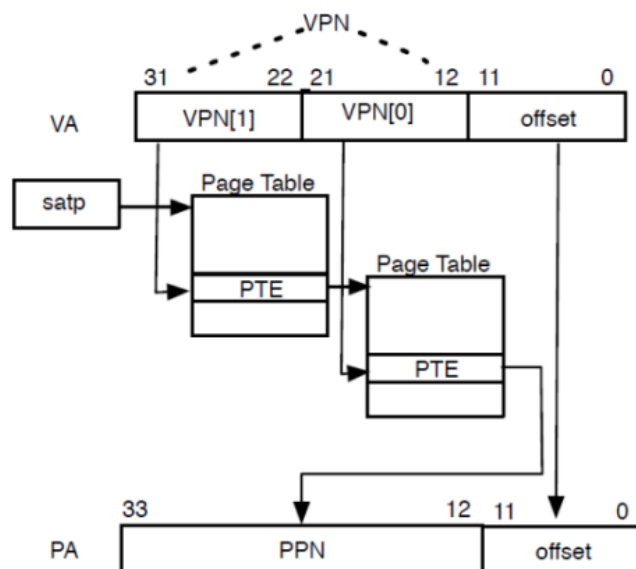 VPN
31 22 21 12 11 0
VA VPN[1] VPN[0] offset
Page Table
satp
Page Table
PTE
PTE
33 12 11 0
PA PPN offset